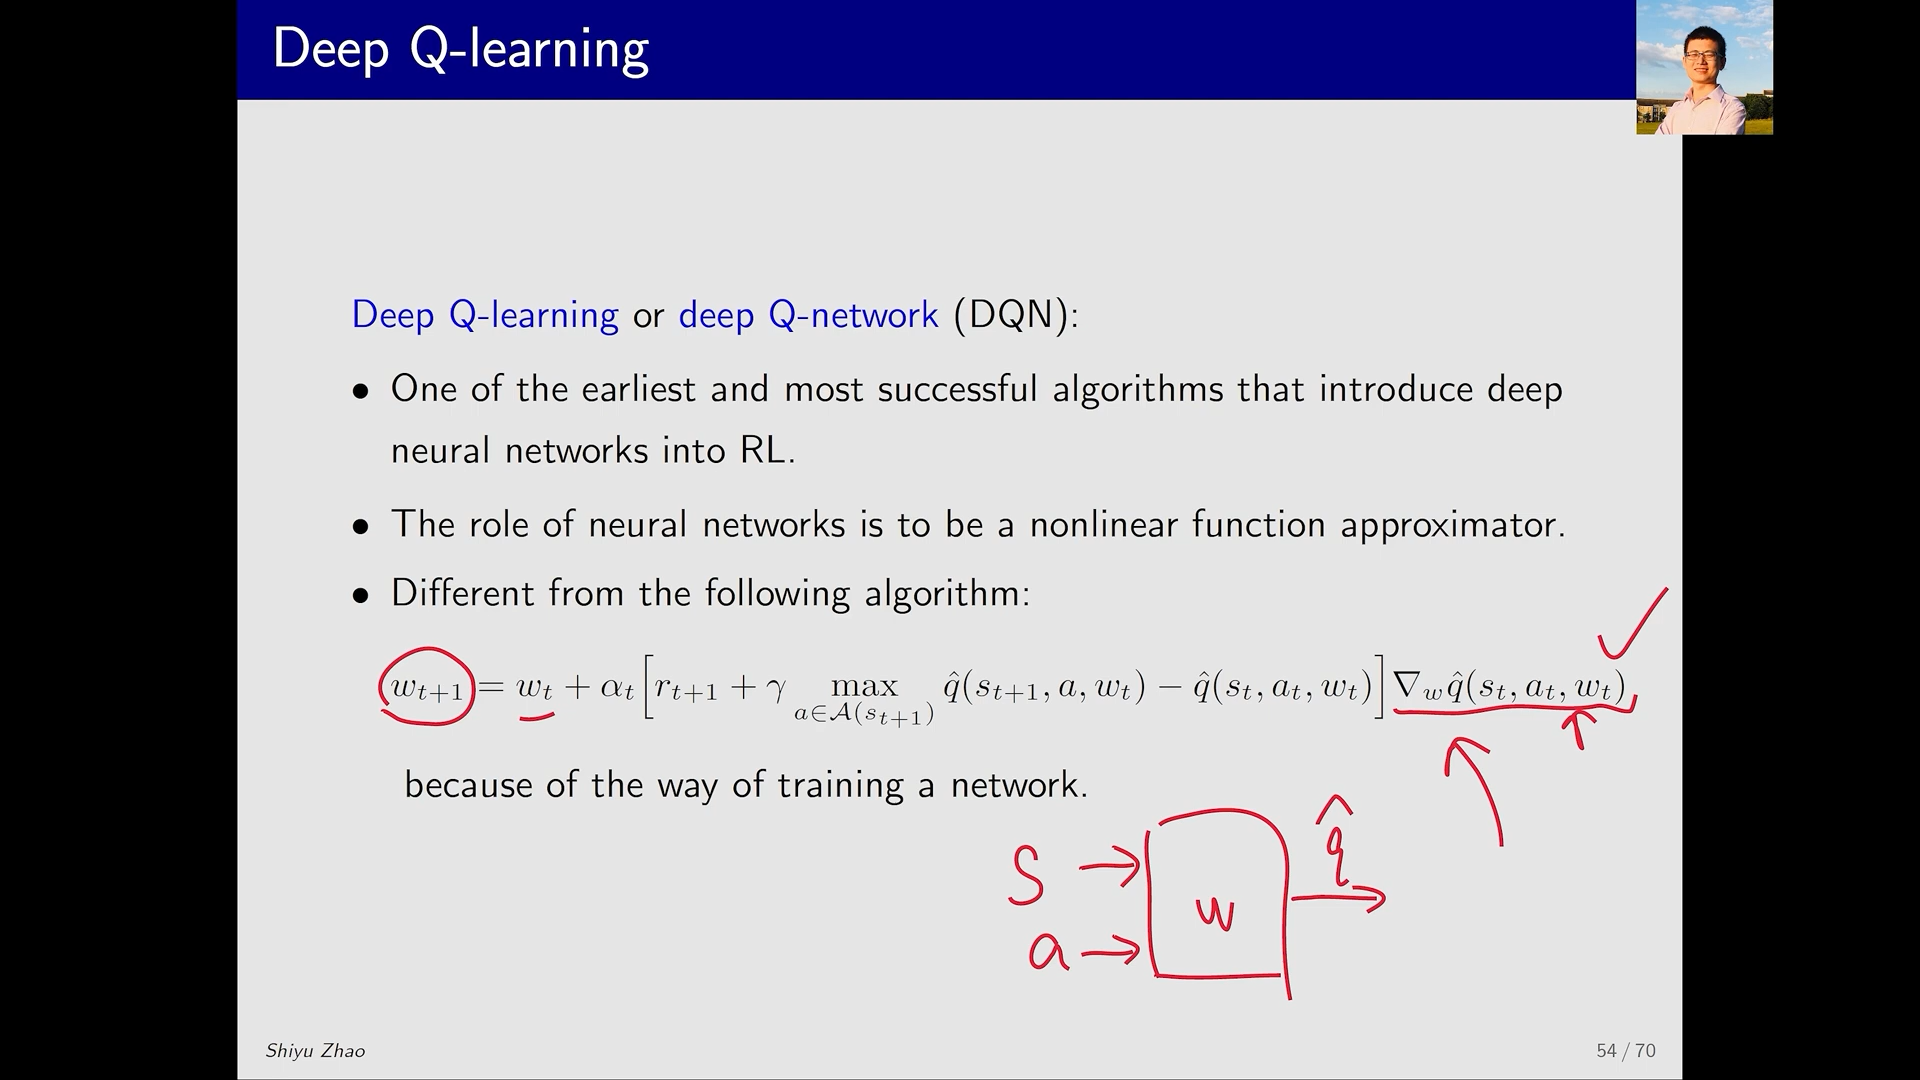 Deep Q-learning
Deep Q-learning or deep Q-network (DQN):
• One of the earliest and most successful algorithms that introduce deep
neural networks into RL.
• The role of neural networks is to be a nonlinear function approximator.
• Different from the following algorithm:
w_{t+1} = w_t + α_t [ r_{t+1} + γ max_{a∈𝒜(s_{t+1})} q̂(s_{t+1}, a, w_t) − q̂(s_t, a_t, w_t) ] ∇_w q̂(s_t, a_t, w_t),
because of the way of training a network.
q̂
S
w
a
Shiyu Zhao
54 / 70